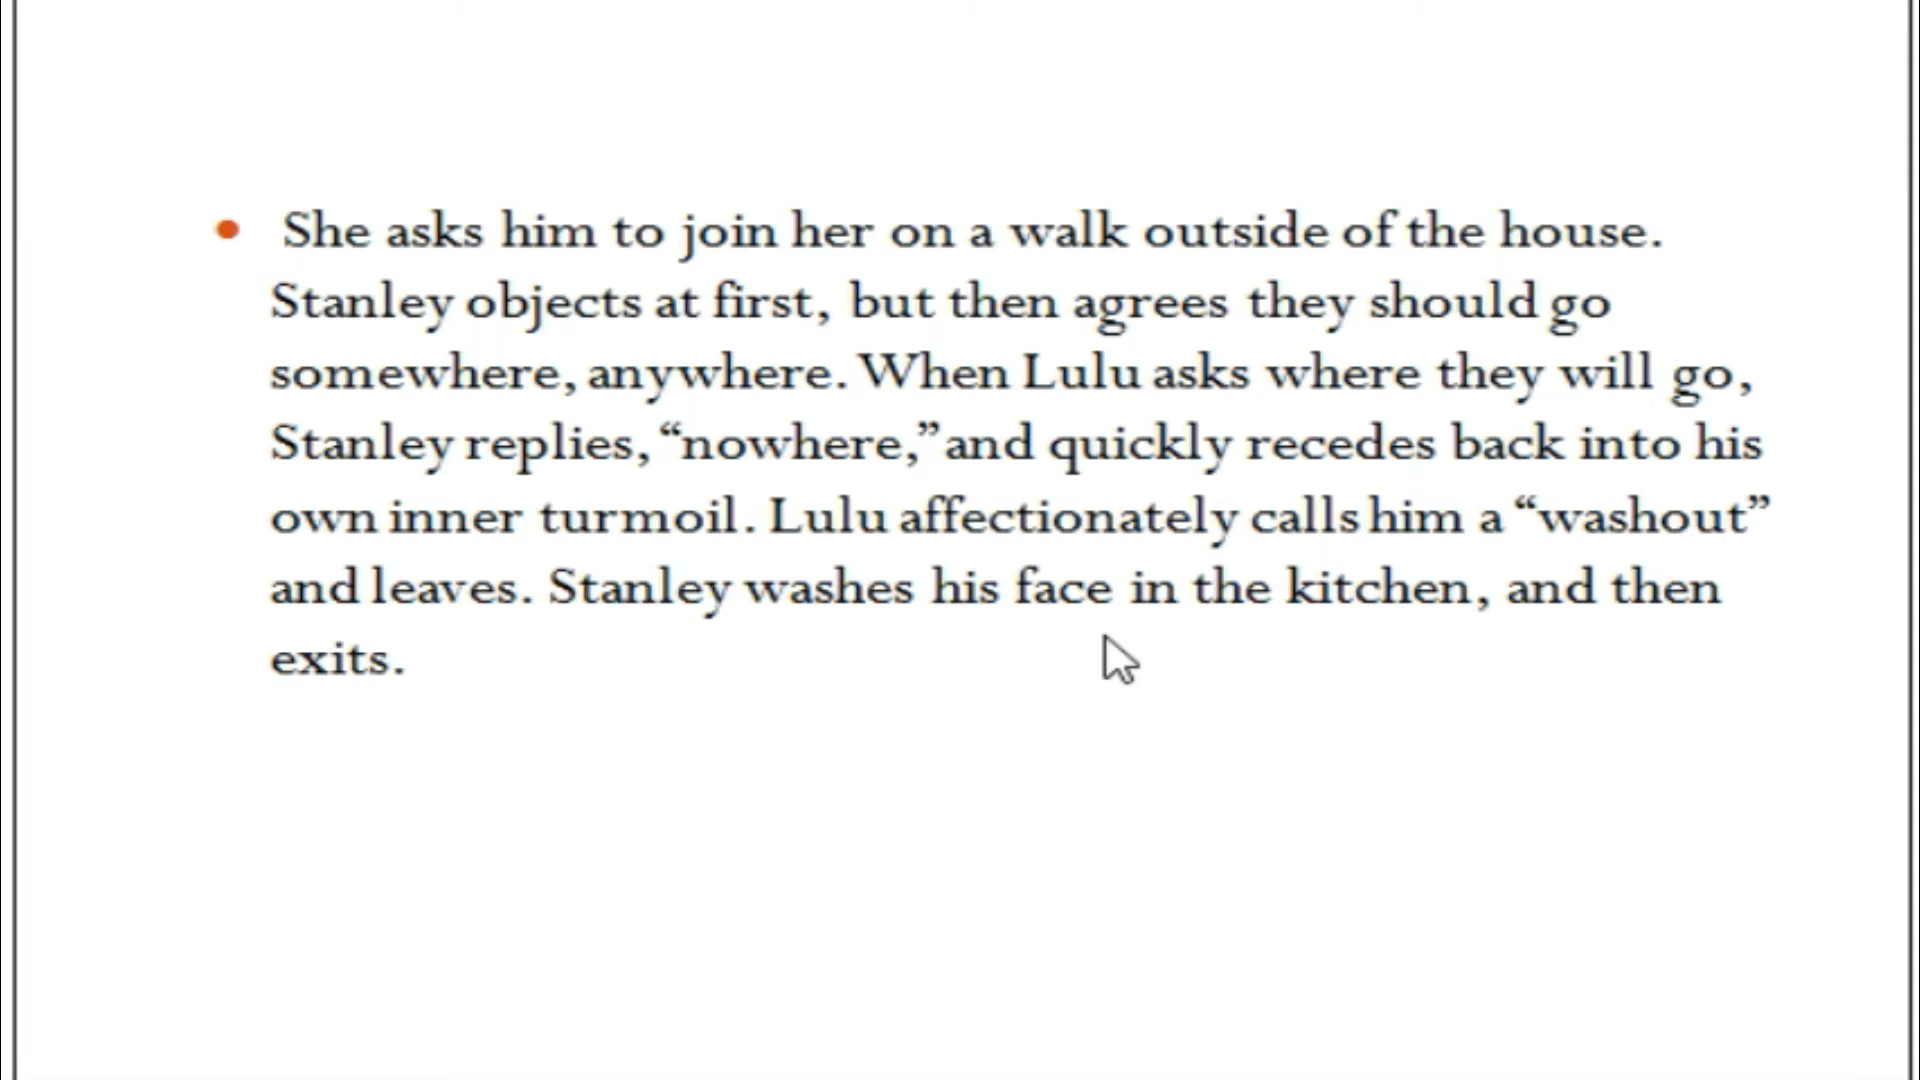 • She asks him to join her on a walk outside of the house.
Stanley objects at first, but then agrees they should go
somewhere, anywhere. When Lulu asks where they will go,
Stanley replies, “nowhere,” and quickly recedes back into his
own inner turmoil. Lulu affectionately calls him a “washout”
and leaves. Stanley washes his face in the kitchen, and then
exits.